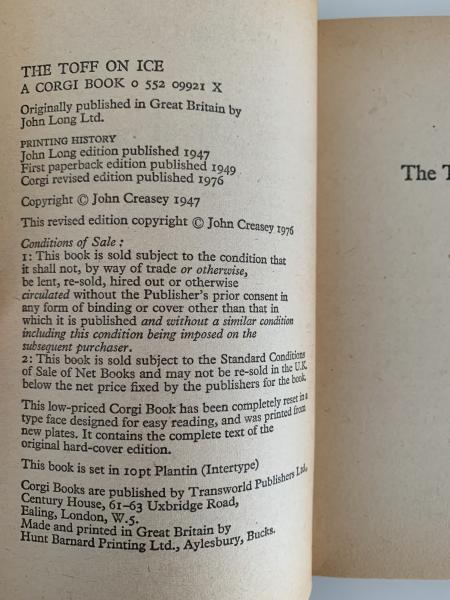 THE TOFF ON ICE
A CORGI BOOK 0 552 09921 X
Originally published in Great Britain by
John Long Ltd.
PRINTING HISTORY
John Long edition published 1947
First paperback edition published 1949
Corgi revised edition published 1976
Copyright © John Creasey 1947
This revised edition copyright © John Creasey 1976
Conditions of Sale :
1: This book is sold subject to the condition that
it shall not, by way of trade or otherwise,
be lent, re-sold, hired out or otherwise
circulated without the Publisher's prior consent in
any form of binding or cover other than that in
which it is published and without a similar condition
including this condition being imposed on the
subsequent purchaser.
2: This book is sold subject to the Standard Conditions
of Sale of Net Books and may not be re-sold in the U.K.
below the net price fixed by the publishers for the book.
This low-priced Corgi Book has been completely reset in a
type face designed for easy reading, and was printed from
new plates. It contains the complete text of the
original hard-cover edition.
This book is set in 10pt Plantin (Intertype)
Corgi Books are published by Transworld Publishers Ltd,
Century House, 61–63 Uxbridge Road,
Ealing, London, W.5.
Made and printed in Great Britain by
Hunt Barnard Printing Ltd., Aylesbury, Bucks.
The T